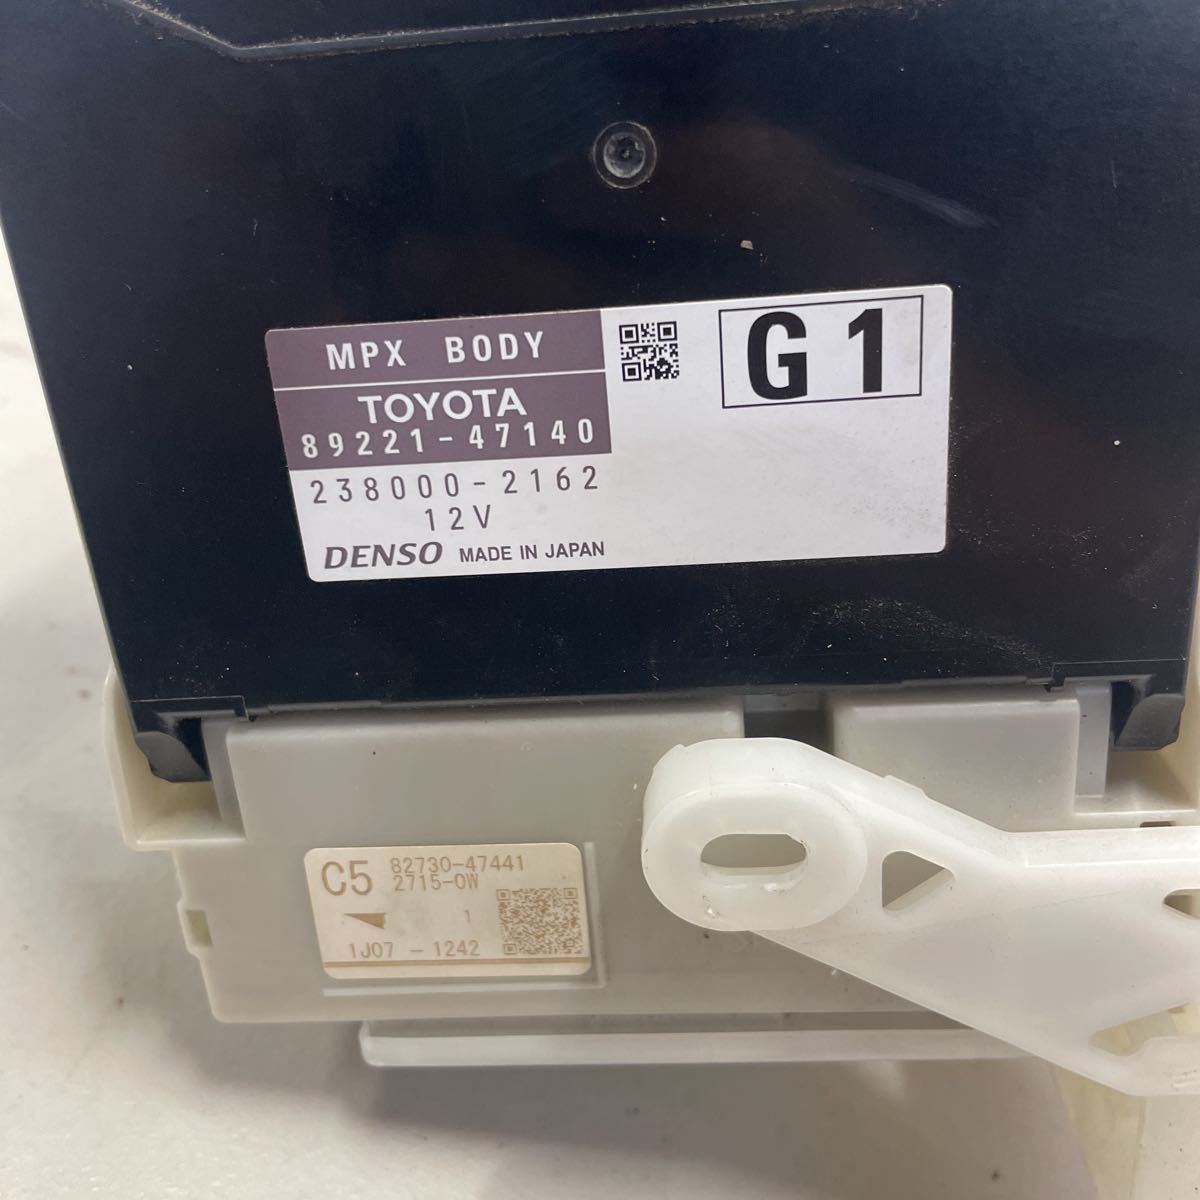 MPX BODY
TOYOTA
89221-47140
238000-2162
12V
DENSO MADE IN JAPAN
G1
C5
82730-47441
2715-0W
1
1J07 - 1242